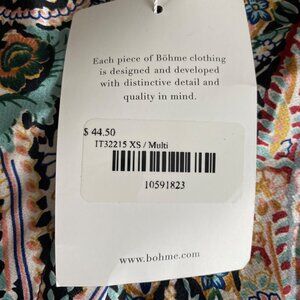 Each piece of Böhme clothing
is designed and developed
with distinctive detail and
quality in mind.
$ 44.50
IT32215 XS / Multi
10591823
www.bohme.com